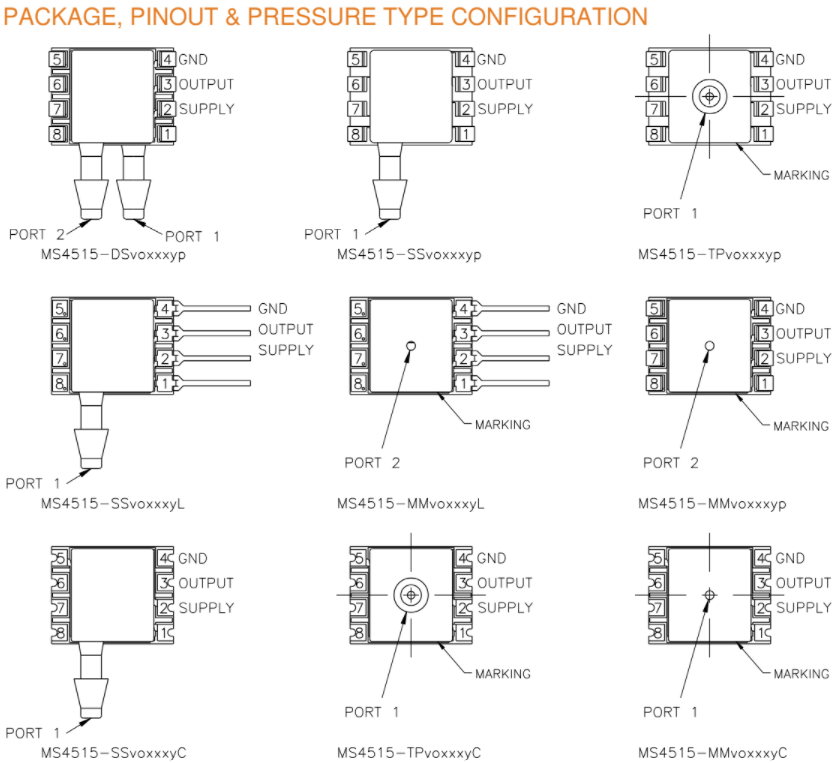 PACKAGE, PINOUT & PRESSURE TYPE CONFIGURATION
5 4 GND
6 3 OUTPUT
7 2 SUPPLY
8 1
PORT 2 PORT 1
MS4515-DSvoxxxyp
5 4 GND
6 3 OUTPUT
7 2 SUPPLY
8 1
PORT 1
MS4515-SSvoxxxyp
5 4 GND
6 3 OUTPUT
7 2 SUPPLY
8 1
MARKING
PORT 1
MS4515-TPvoxxxyp
5 4 GND
6 3 OUTPUT
7 2 SUPPLY
8 1
PORT 1
MS4515-SSvoxxxyL
5 4 GND
6 3 OUTPUT
7 2 SUPPLY
8 1
MARKING
PORT 2
MS4515-MMvoxxxyL
5 4 GND
6 3 OUTPUT
7 2 SUPPLY
8 1
MARKING
PORT 2
MS4515-MMvoxxxyp
5 4 GND
6 3 OUTPUT
7 2 SUPPLY
8 1
PORT 1
MS4515-SSvoxxxyC
5 4 GND
6 3 OUTPUT
7 2 SUPPLY
8 1
MARKING
PORT 1
MS4515-TPvoxxxyC
5 4 GND
6 3 OUTPUT
7 2 SUPPLY
8 1
MARKING
PORT 1
MS4515-MMvoxxxyC